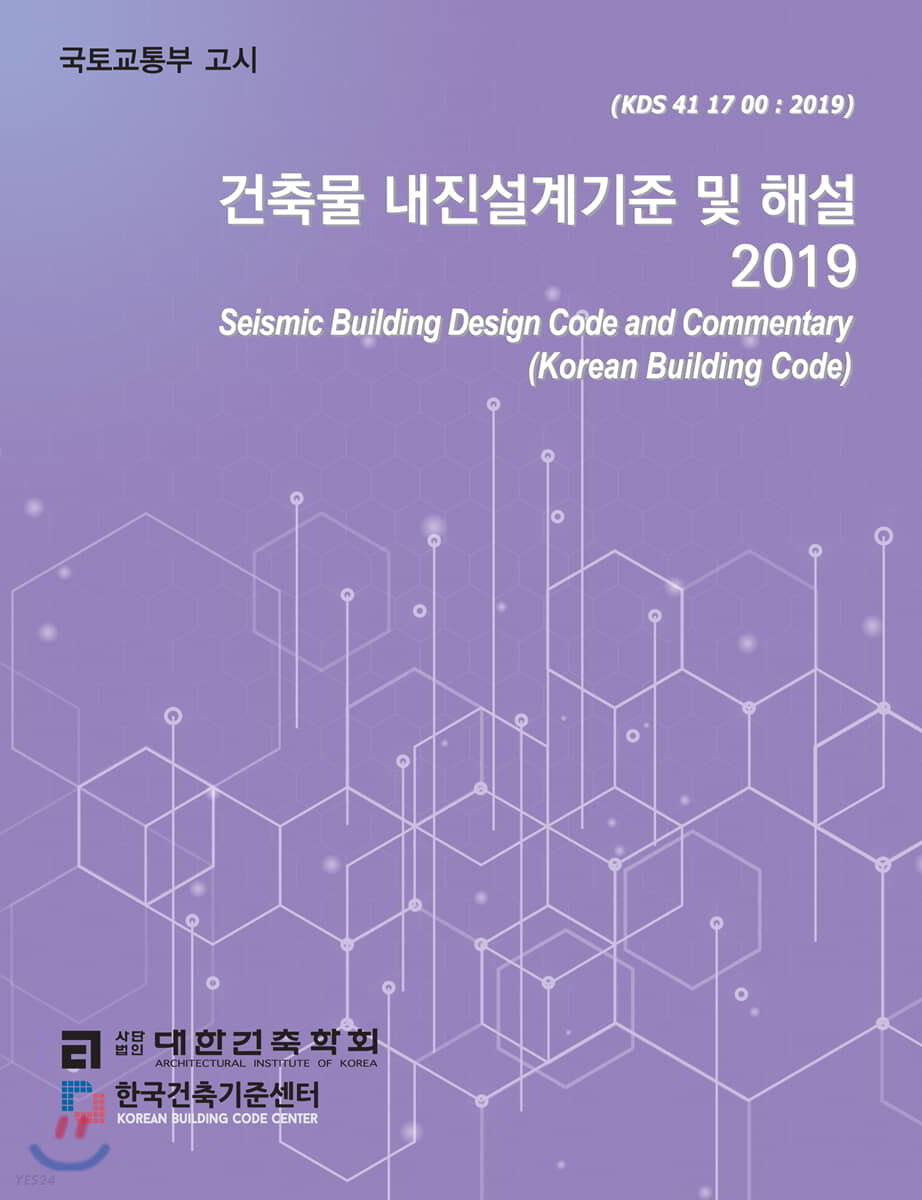 국토교통부 고시
(KDS 41 17 00 : 2019)
건축물 내진설계기준 및 해설
2019
Seismic Building Design Code and Commentary
(Korean Building Code)
사단
법인
대한건축학회
ARCHITECTURAL INSTITUTE OF KOREA
한국건축기준센터
KOREAN BUILDING CODE CENTER
YES24